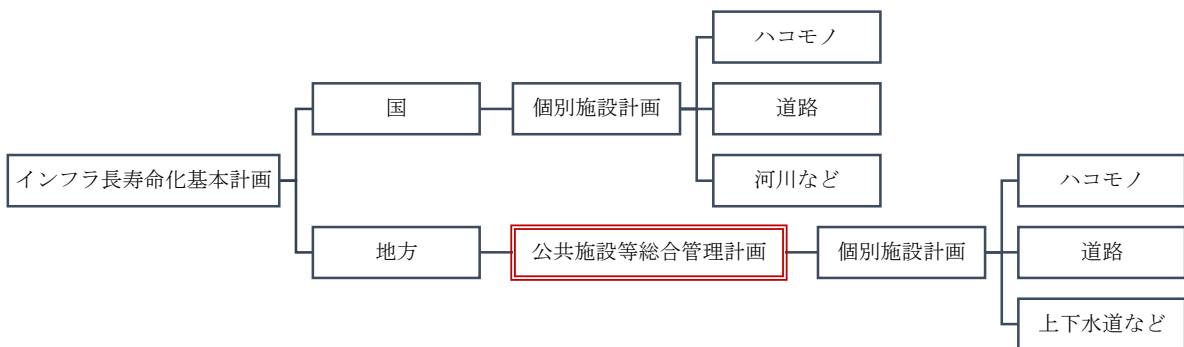 インフラ長寿命化基本計画
国
個別施設計画
ハコモノ
道路
河川など
地方
公共施設等総合管理計画
個別施設計画
ハコモノ
道路
上下水道など